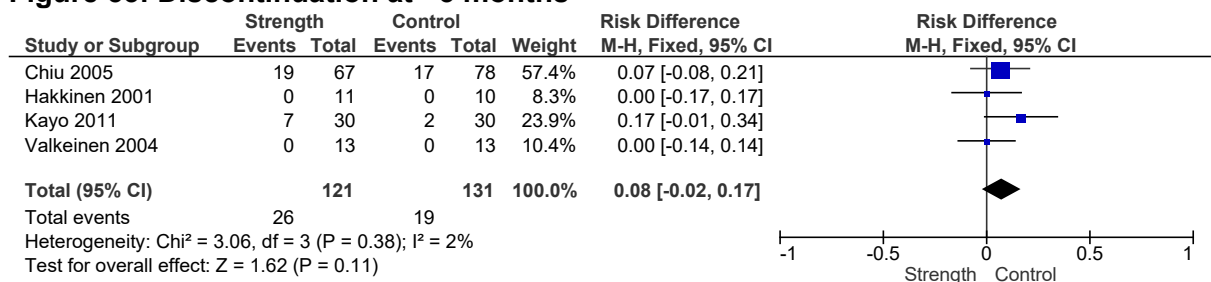 Strength Control Risk Difference Risk Difference
Study or Subgroup Events Total Events Total Weight M-H, Fixed, 95% CI M-H, Fixed, 95% CI
Chiu 2005 19 67 17 78 57.4% 0.07 [-0.08, 0.21]
Hakkinen 2001 0 11 0 10 8.3% 0.00 [-0.17, 0.17]
Kayo 2011 7 30 2 30 23.9% 0.17 [-0.01, 0.34]
Valkeinen 2004 0 13 0 13 10.4% 0.00 [-0.14, 0.14]
Total (95% CI) 121 131 100.0% 0.08 [-0.02, 0.17]
Total events 26 19
Heterogeneity: Chi² = 3.06, df = 3 (P = 0.38); I² = 2%
Test for overall effect: Z = 1.62 (P = 0.11)
-1 -0.5 0 0.5 1
Strength Control